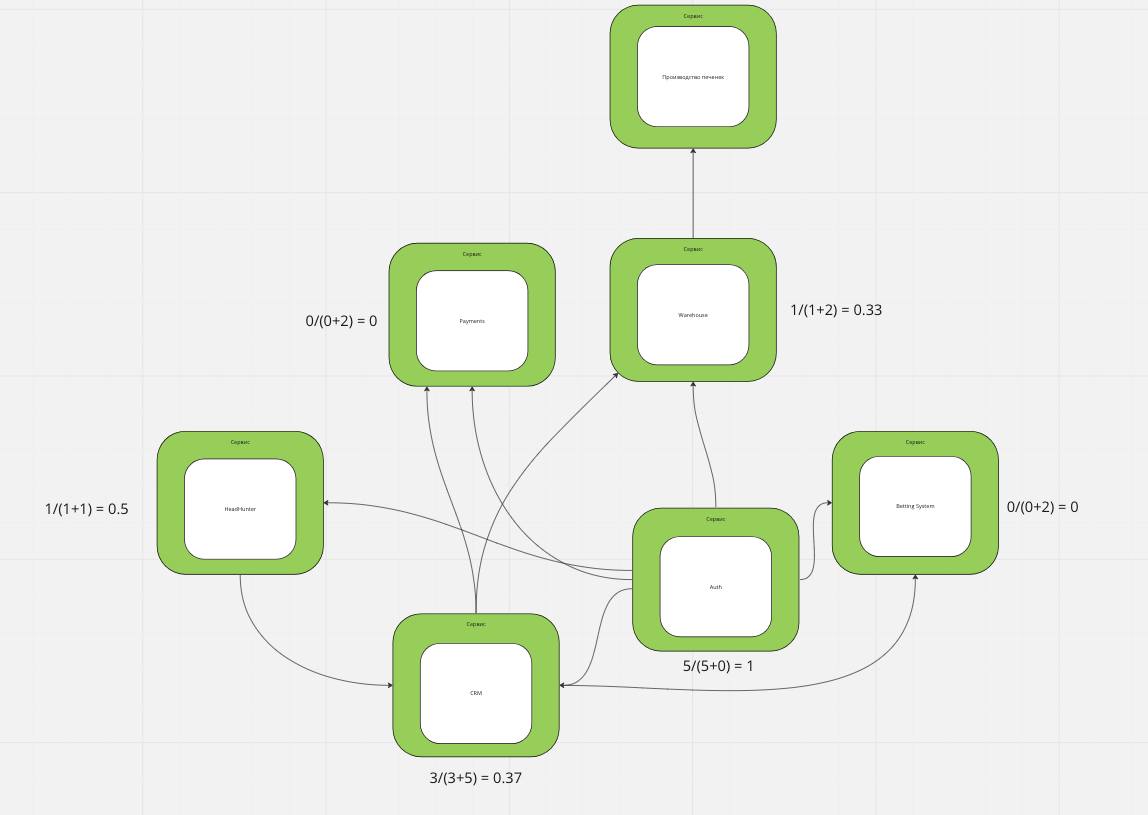 Сервис
Производство печенек
Сервис
Payments
0/(0+2) = 0
Сервис
Warehouse
1/(1+2) = 0.33
Сервис
HeadHunter
1/(1+1) = 0.5
Сервис
Betting System
0/(0+2) = 0
Сервис
Auth
5/(5+0) = 1
Сервис
CRM
3/(3+5) = 0.37